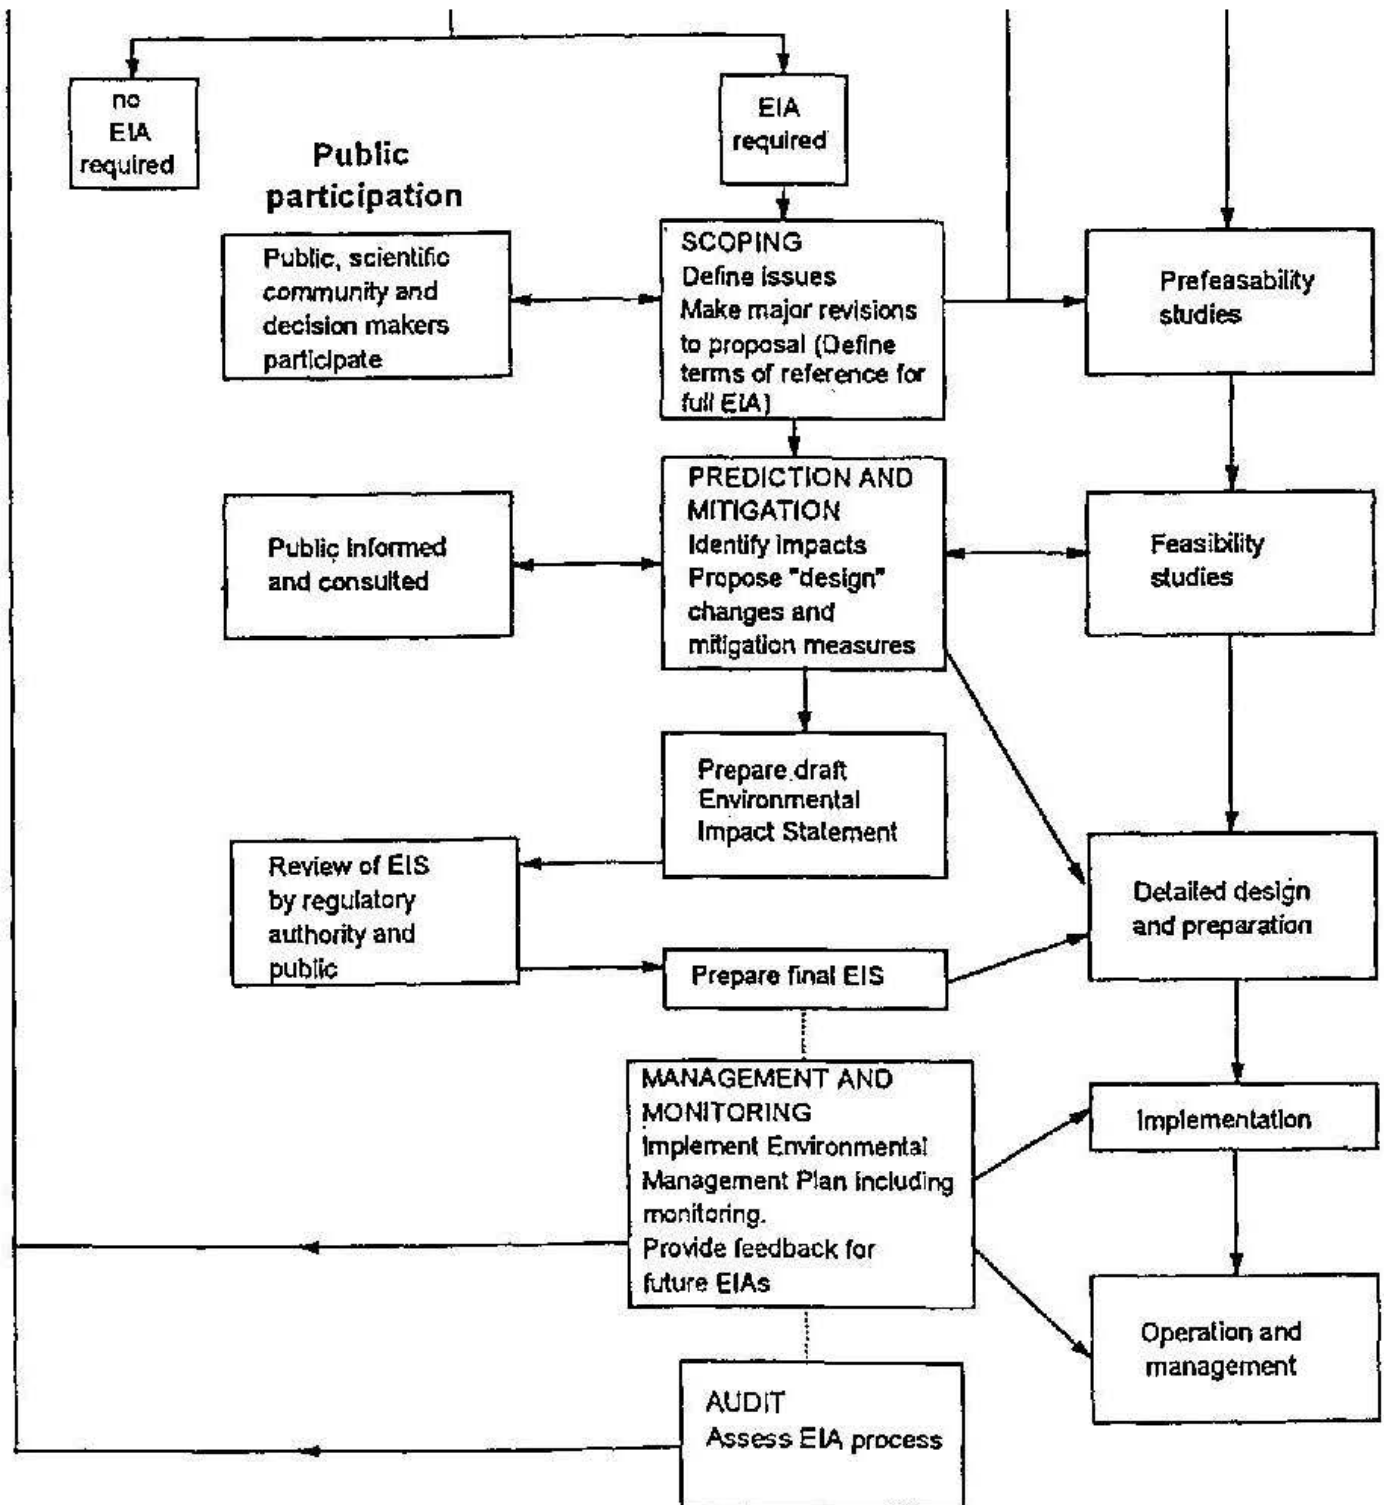 no
EIA
required
EIA
required
Public
participation
Public, scientific
community and
decision makers
participate
SCOPING
Define issues
Make major revisions
to proposal (Define
terms of reference for
full EIA)
Prefeasability
studies
Public informed
and consulted
PREDICTION AND
MITIGATION
Identify impacts
Propose "design"
changes and
mitigation measures
Feasibility
studies
Prepare draft
Environmental
Impact Statement
Review of EIS
by regulatory
authority and
public
Detailed design
and preparation
Prepare final EIS
MANAGEMENT AND
MONITORING
Implement Environmental
Management Plan including
monitoring.
Provide feedback for
future EIAs
Implementation
Operation and
management
AUDIT
Assess EIA process